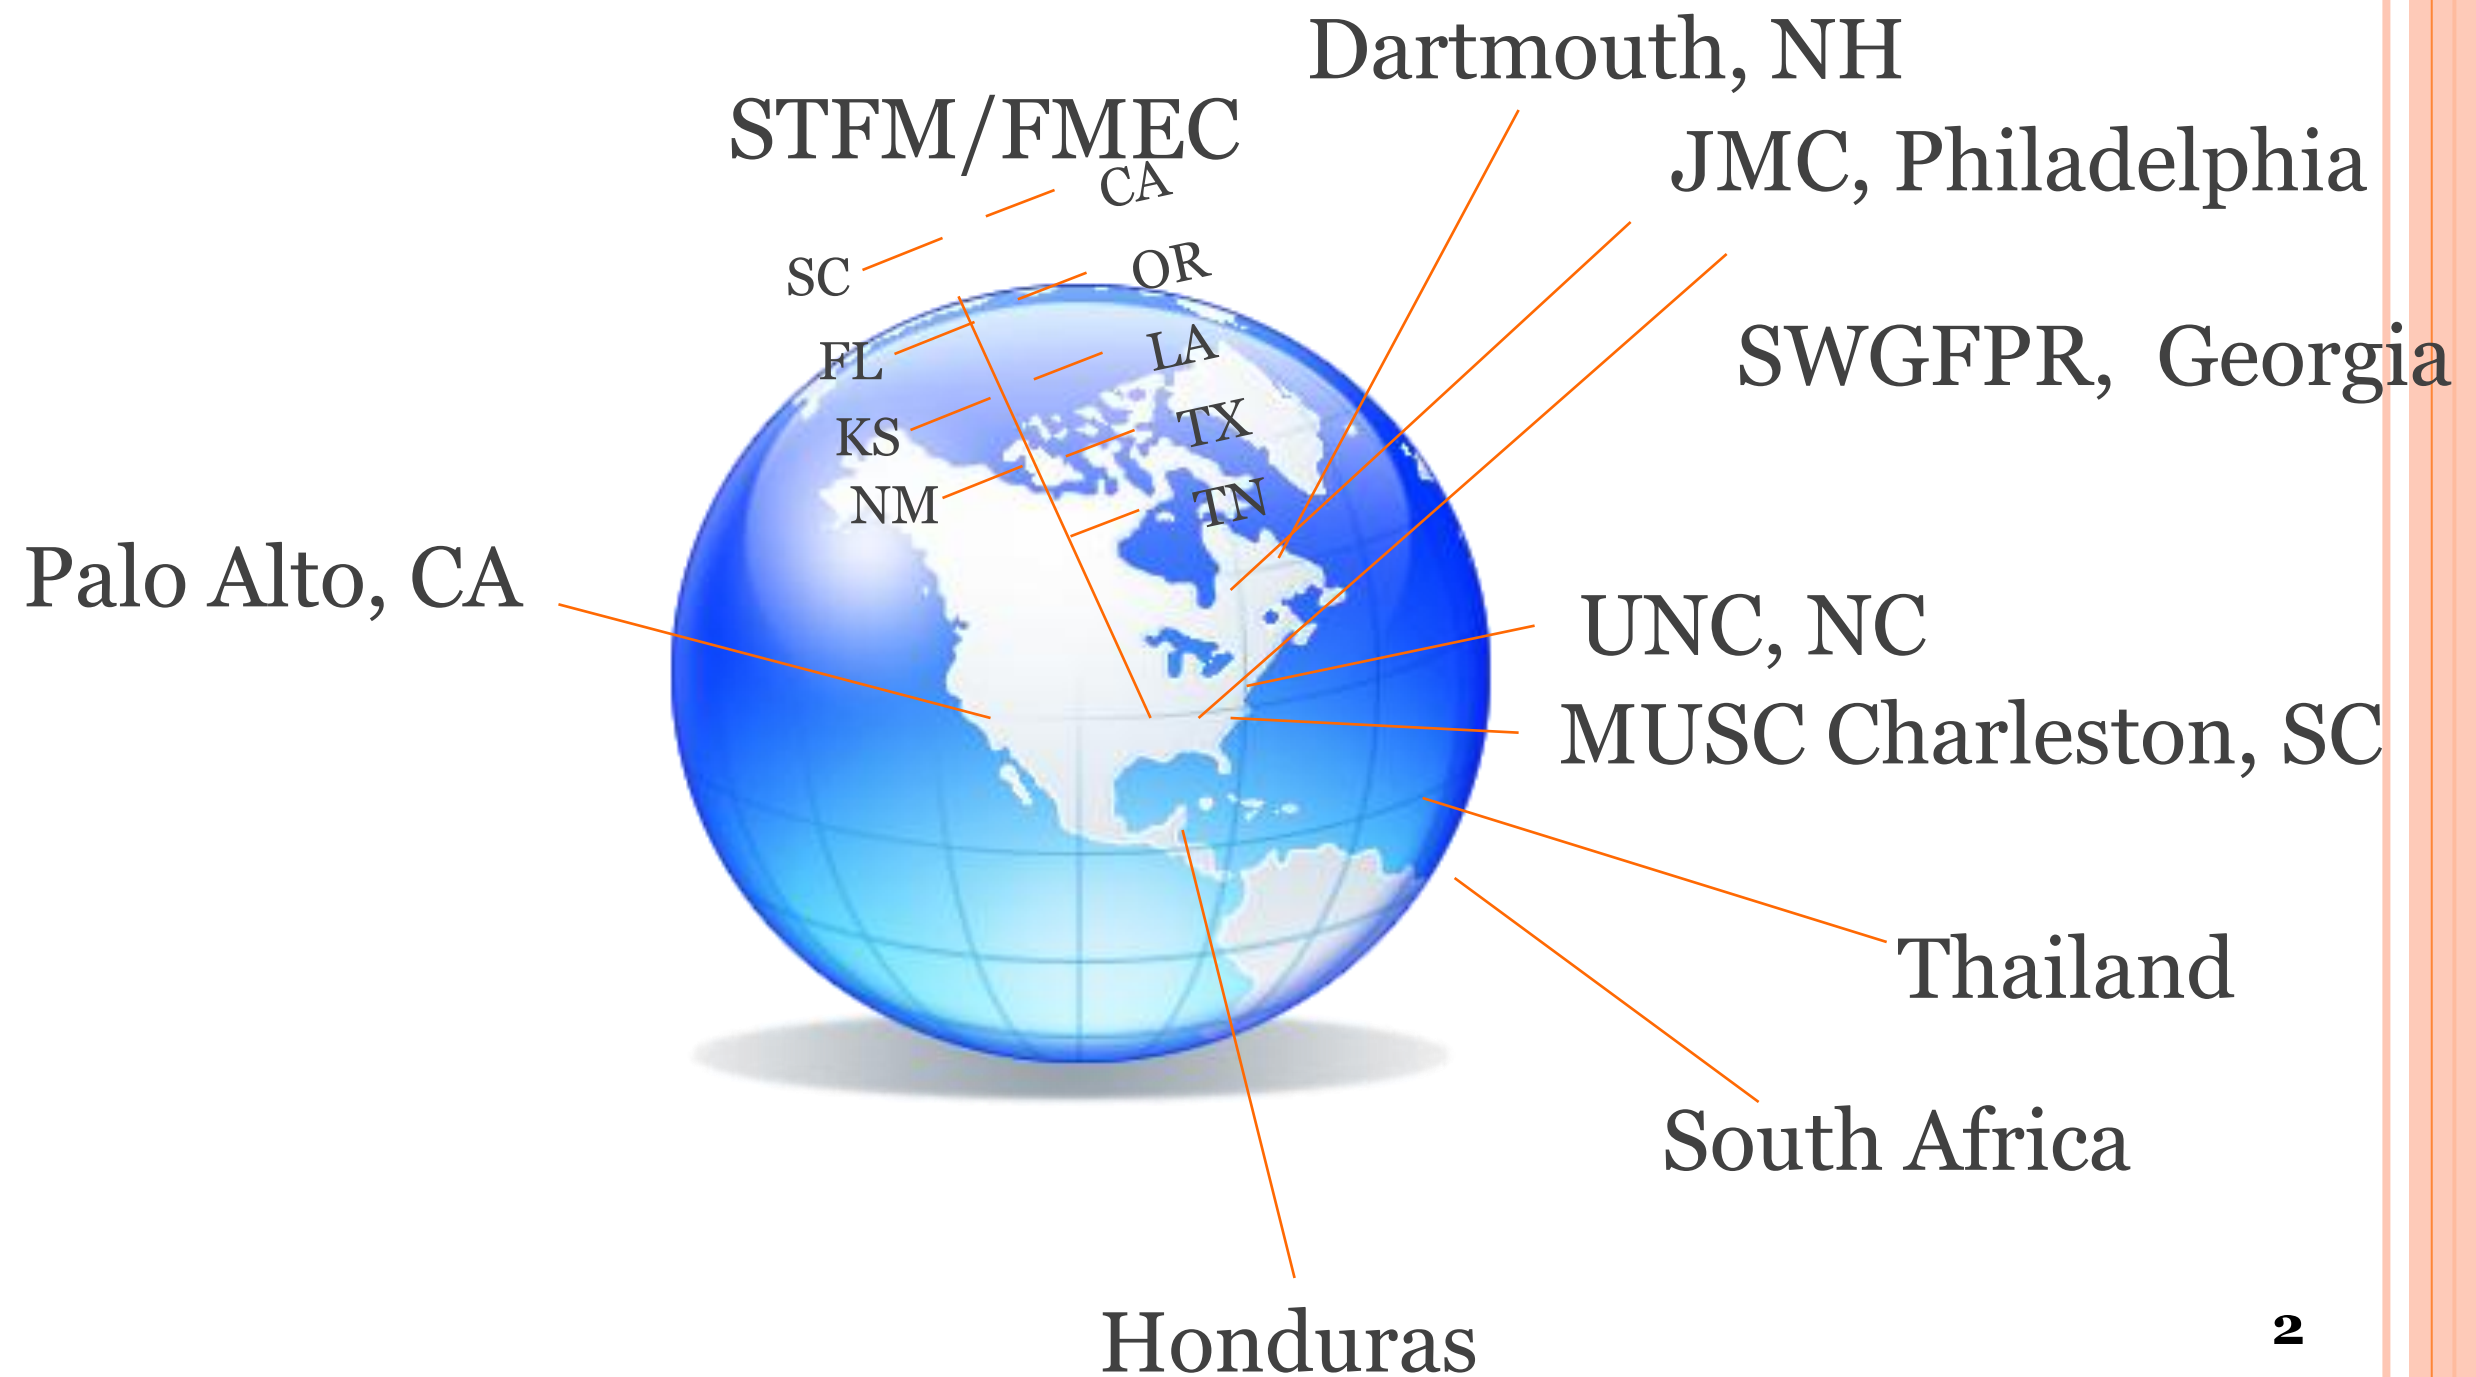 Dartmouth, NH
STFM/FMEC
JMC, Philadelphia
CA
SC
OR
FL
LA
SWGFPR,  Georgia
KS
TX
NM
TN
Palo Alto, CA
UNC, NC
MUSC Charleston, SC
Thailand
South Africa
Honduras
2